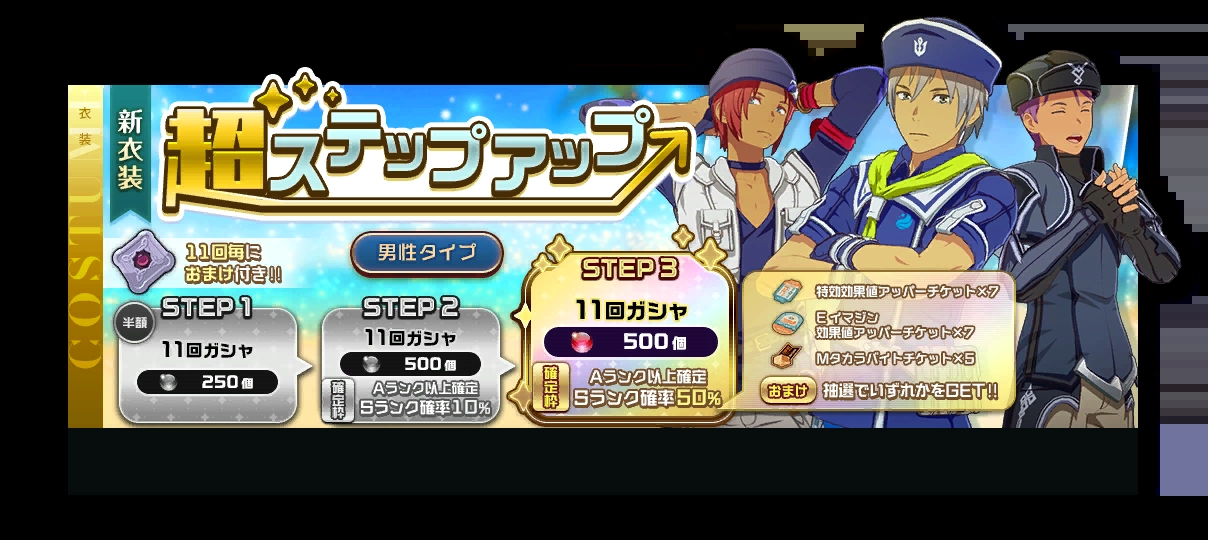 衣装
COSTUME
新衣装
超ステップアップ
11回毎に
おまけ付き!!
男性タイプ
STEP1
半額
11回ガシャ
250個
STEP2
11回ガシャ
500個
確定枠
Aランク以上確定
Sランク確率10%
STEP3
11回ガシャ
500個
確定枠
Aランク以上確定
Sランク確率50%
特効効果値アッパーチケット×7
Eイマジン
効果値アッパーチケット×7
Mタカラバイトチケット×5
おまけ
抽選でいずれかをGET!!